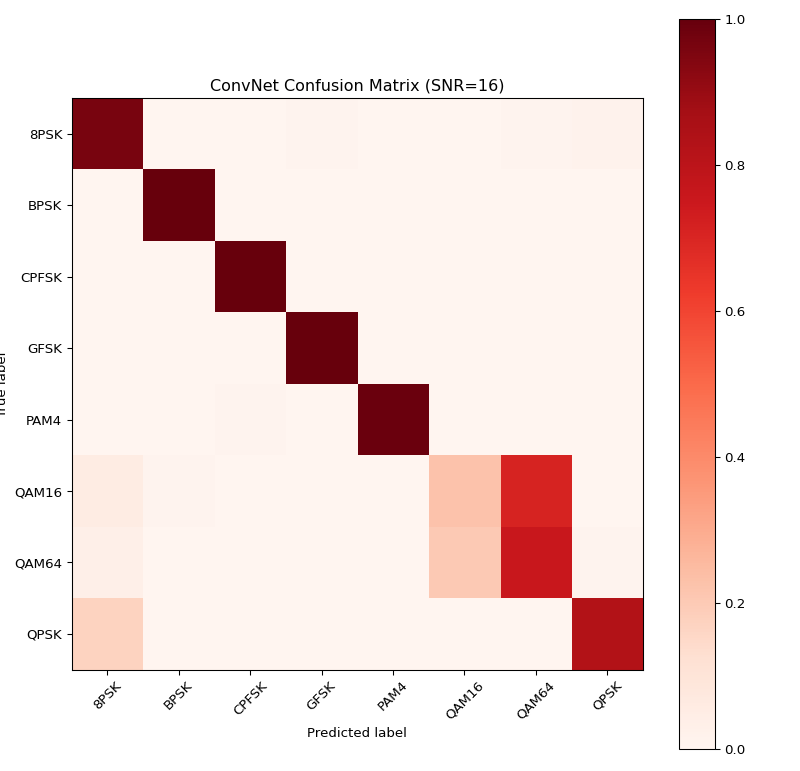 ConvNet Confusion Matrix (SNR=16)
8PSK
BPSK
CPFSK
GFSK
PAM4
QAM16
QAM64
QPSK
label
8PSK
BPSK
CPFSK
GFSK
PAM4
QAM16
QAM64
QPSK
Predicted label
1.0
0.8
0.6
0.4
0.2
0.0